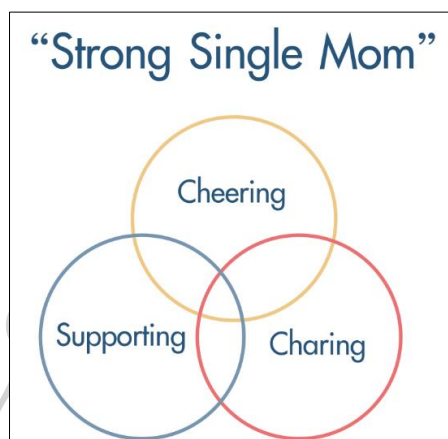 “Strong Single Mom”
Cheering
Supporting
Charing